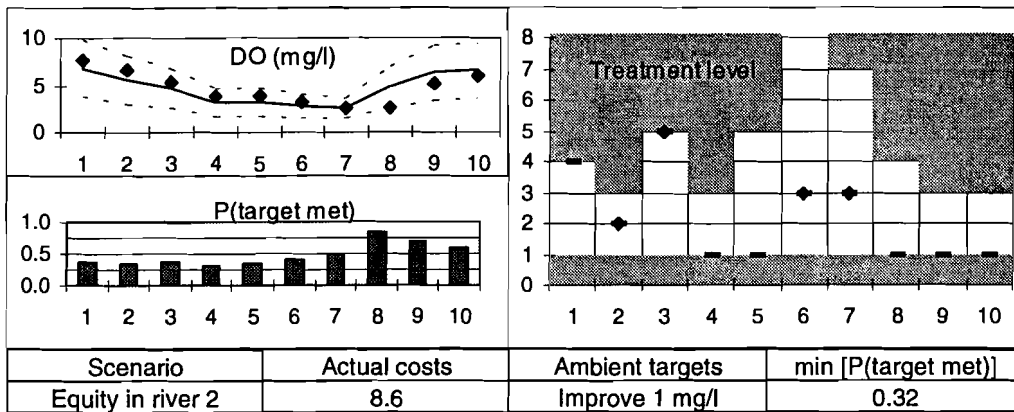 DO (mg/l)
10
5
0
1 2 3 4 5 6 7 8 9 10
P(target met)
1.0
0.5
0.0
1 2 3 4 5 6 7 8 9 10
Treatment level
8
7
6
5
4
3
2
1
0
1 2 3 4 5 6 7 8 9 10
Scenario Actual costs Ambient targets min [P(target met)]
Equity in river 2 8.6 Improve 1 mg/l 0.32